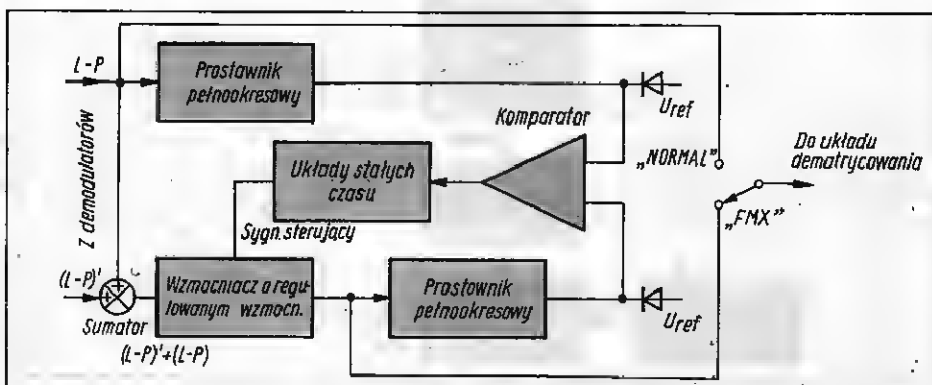 L-P
Prostownik
pełnookresowy
Uref
Komparator
„NORMAL"
Do układu
dematrycowania
Układy stałych
czasu
Z demodulatorów
Sygn. sterujący
„FMX"
(L-P)'
+
+
Sumator
Wzmacniacz o regu-
lowanym wzmocn.
Prostownik
pełnookresowy
Uref
(L-P)'+(L-P)